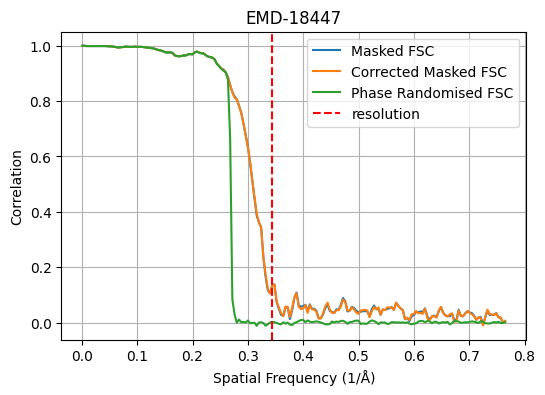 EMD-18447
Masked FSC
Corrected Masked FSC
Phase Randomised FSC
resolution
1.0
0.8
0.6
0.4
0.2
0.0
Correlation
0.0 0.1 0.2 0.3 0.4 0.5 0.6 0.7 0.8
Spatial Frequency (1/Å)